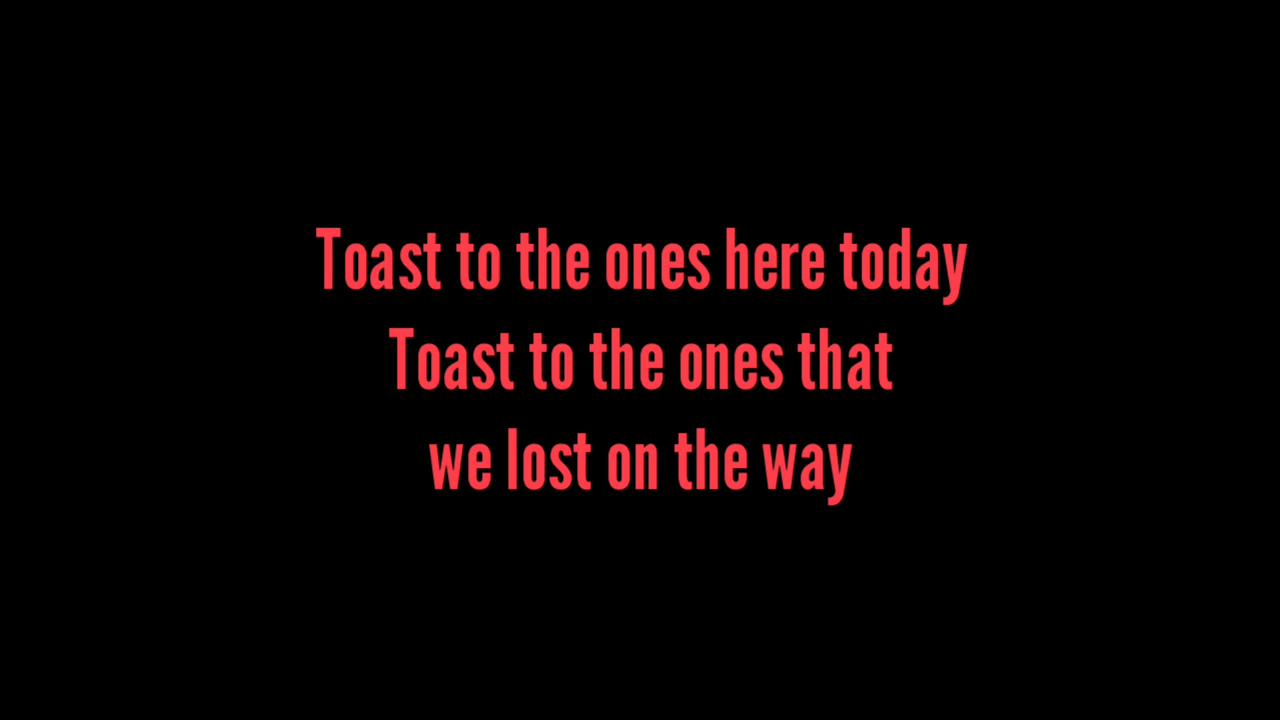 Toast to the ones here today
Toast to the ones that
we lost on the way